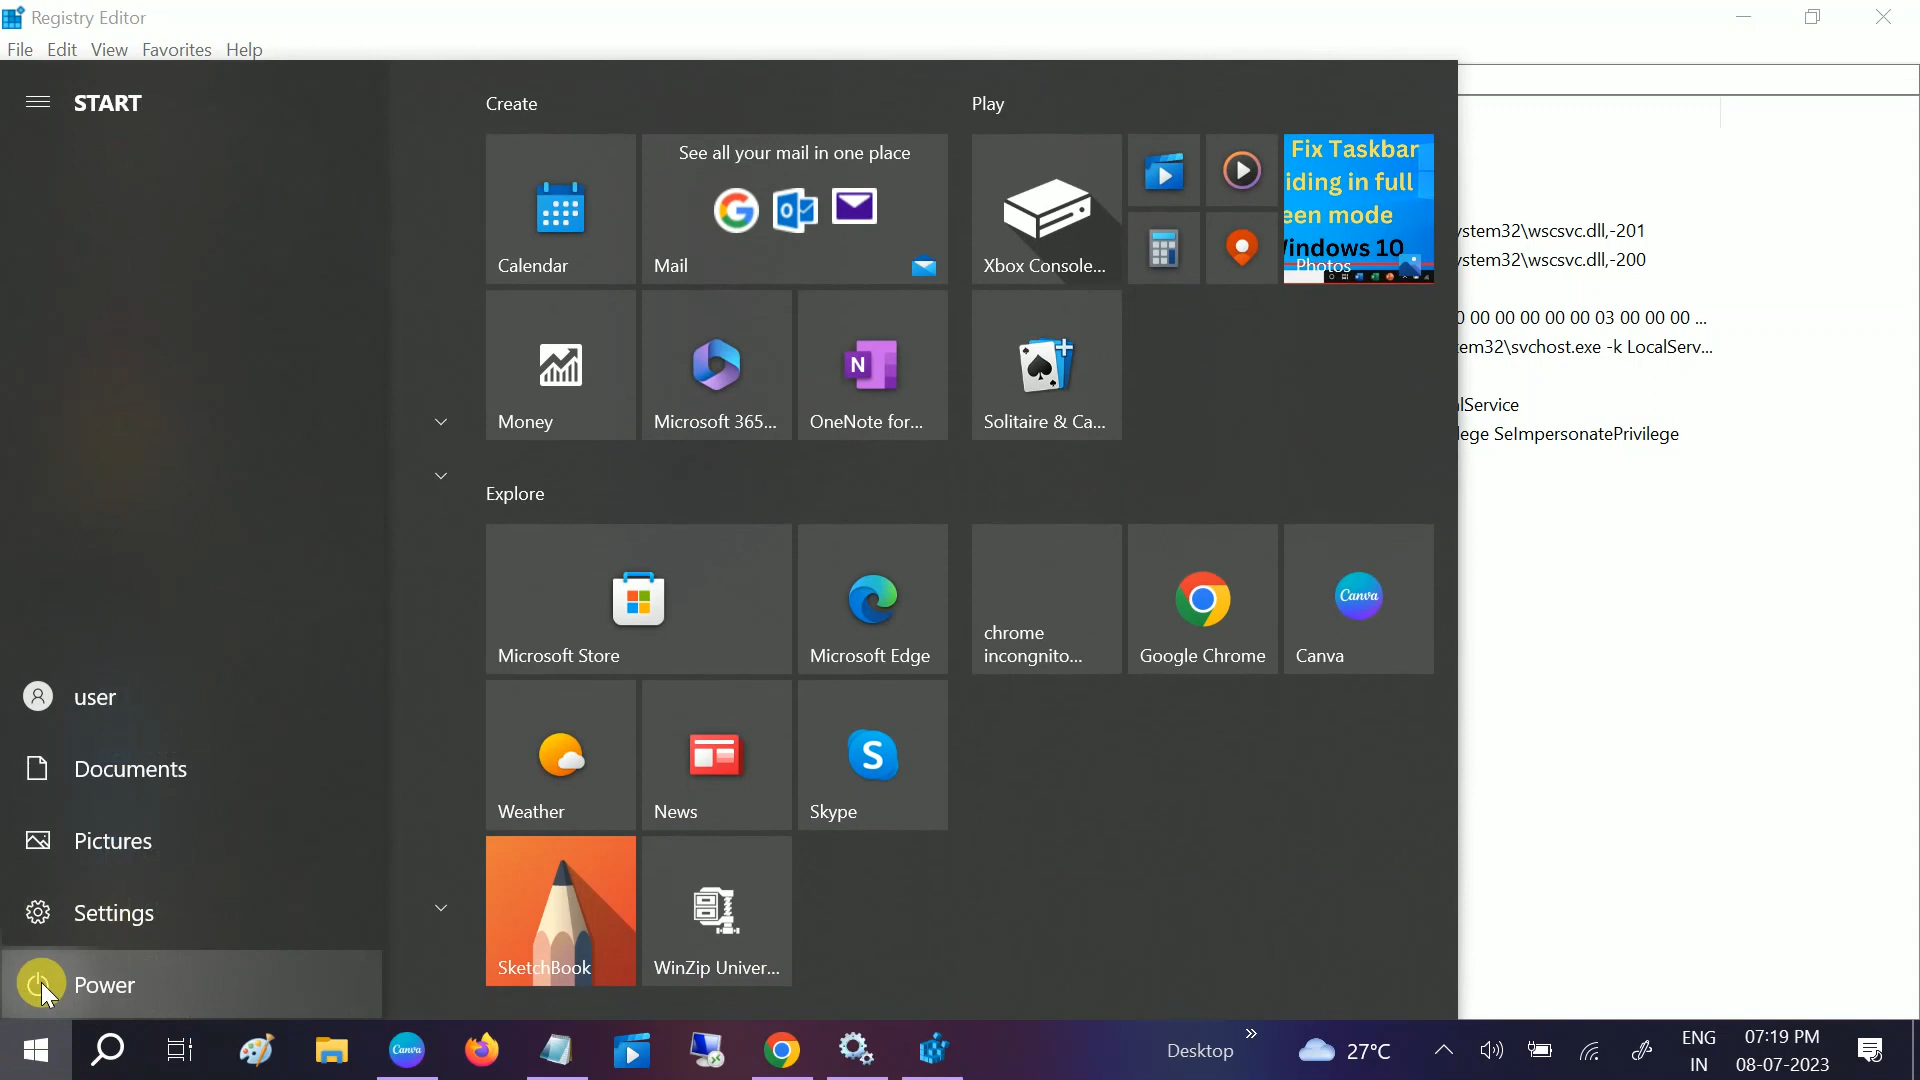 Registry Editor
File Edit View Favorites Help
START
Create
Play
Calendar
See all your mail in one place
Mail
Xbox Console...
Fix Taskbar
iding in full
een mode
Windows 10
Photos
Money
Microsoft 365...
OneNote for...
Solitaire & Ca...
Explore
Microsoft Store
Microsoft Edge
chrome
incongnito...
Google Chrome
Canva
Canva
Weather
News
Skype
SketchBook
WinZip Univer...
user
Documents
Pictures
Settings
Power
ystem32\wscsvc.dll,-201
ystem32\wscsvc.dll,-200
0 00 00 00 00 00 03 00 00 00 ...
em32\svchost.exe -k LocalServ...
lService
lege SeImpersonatePrivilege
Canva
Desktop
27°C
ENG
IN
07:19 PM
08-07-2023